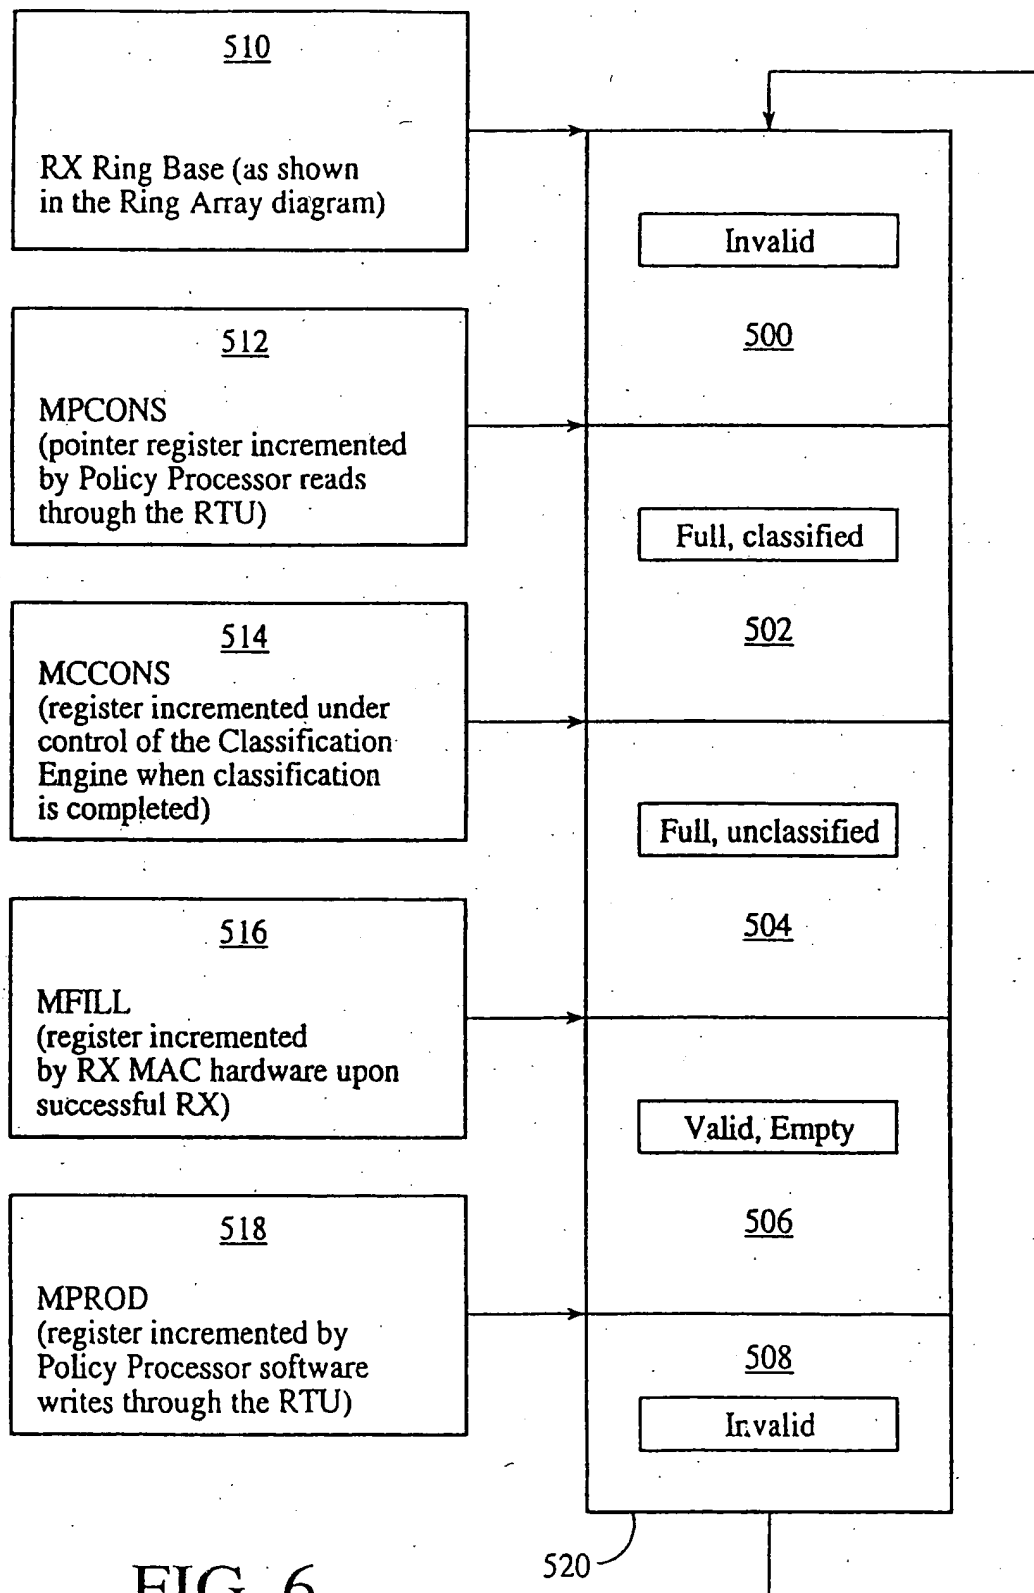 510
RX Ring Base (as shown
in the Ring Array diagram)
Invalid
500
512
MPCONS
(pointer register incremented
by Policy Processor reads
through the RTU)
Full, classified
502
514
MCCONS
(register incremented under
control of the Classification
Engine when classification
is completed)
Full, unclassified
504
516
MFILL
(register incremented
by RX MAC hardware upon
successful RX)
Valid, Empty
506
518
MPROD
(register incremented by
Policy Processor software
writes through the RTU)
508
Invalid
520
FIG. 6